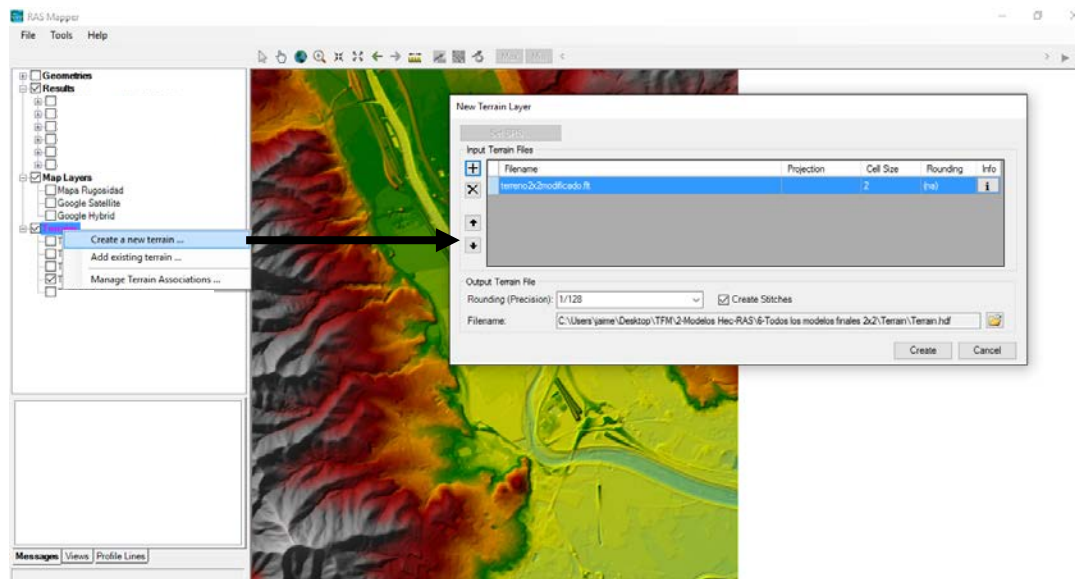 RAS Mapper
File Tools Help
Max Min
Geometries
Results
Map Layers
Mapa Rugosidad
Google Satellite
Google Hybrid
Terrains
T
Create a new terrain ...
T
Add existing terrain ...
T
T
Manage Terrain Associations ...
Messages Views Profile Lines
New Terrain Layer
Input Terrain Files
Filename Projection Cell Size Rounding Info
terreno2x2modificado.flt 2 (na) i
Output Terrain File
Rounding (Precision): 1/128 Create Stitches
Filename: C:\Users\jaime\Desktop\TFM\2-Modelos Hec-RAS\6-Todos los modelos finales 2x2\Terrain\Terrain.hdf
Create Cancel